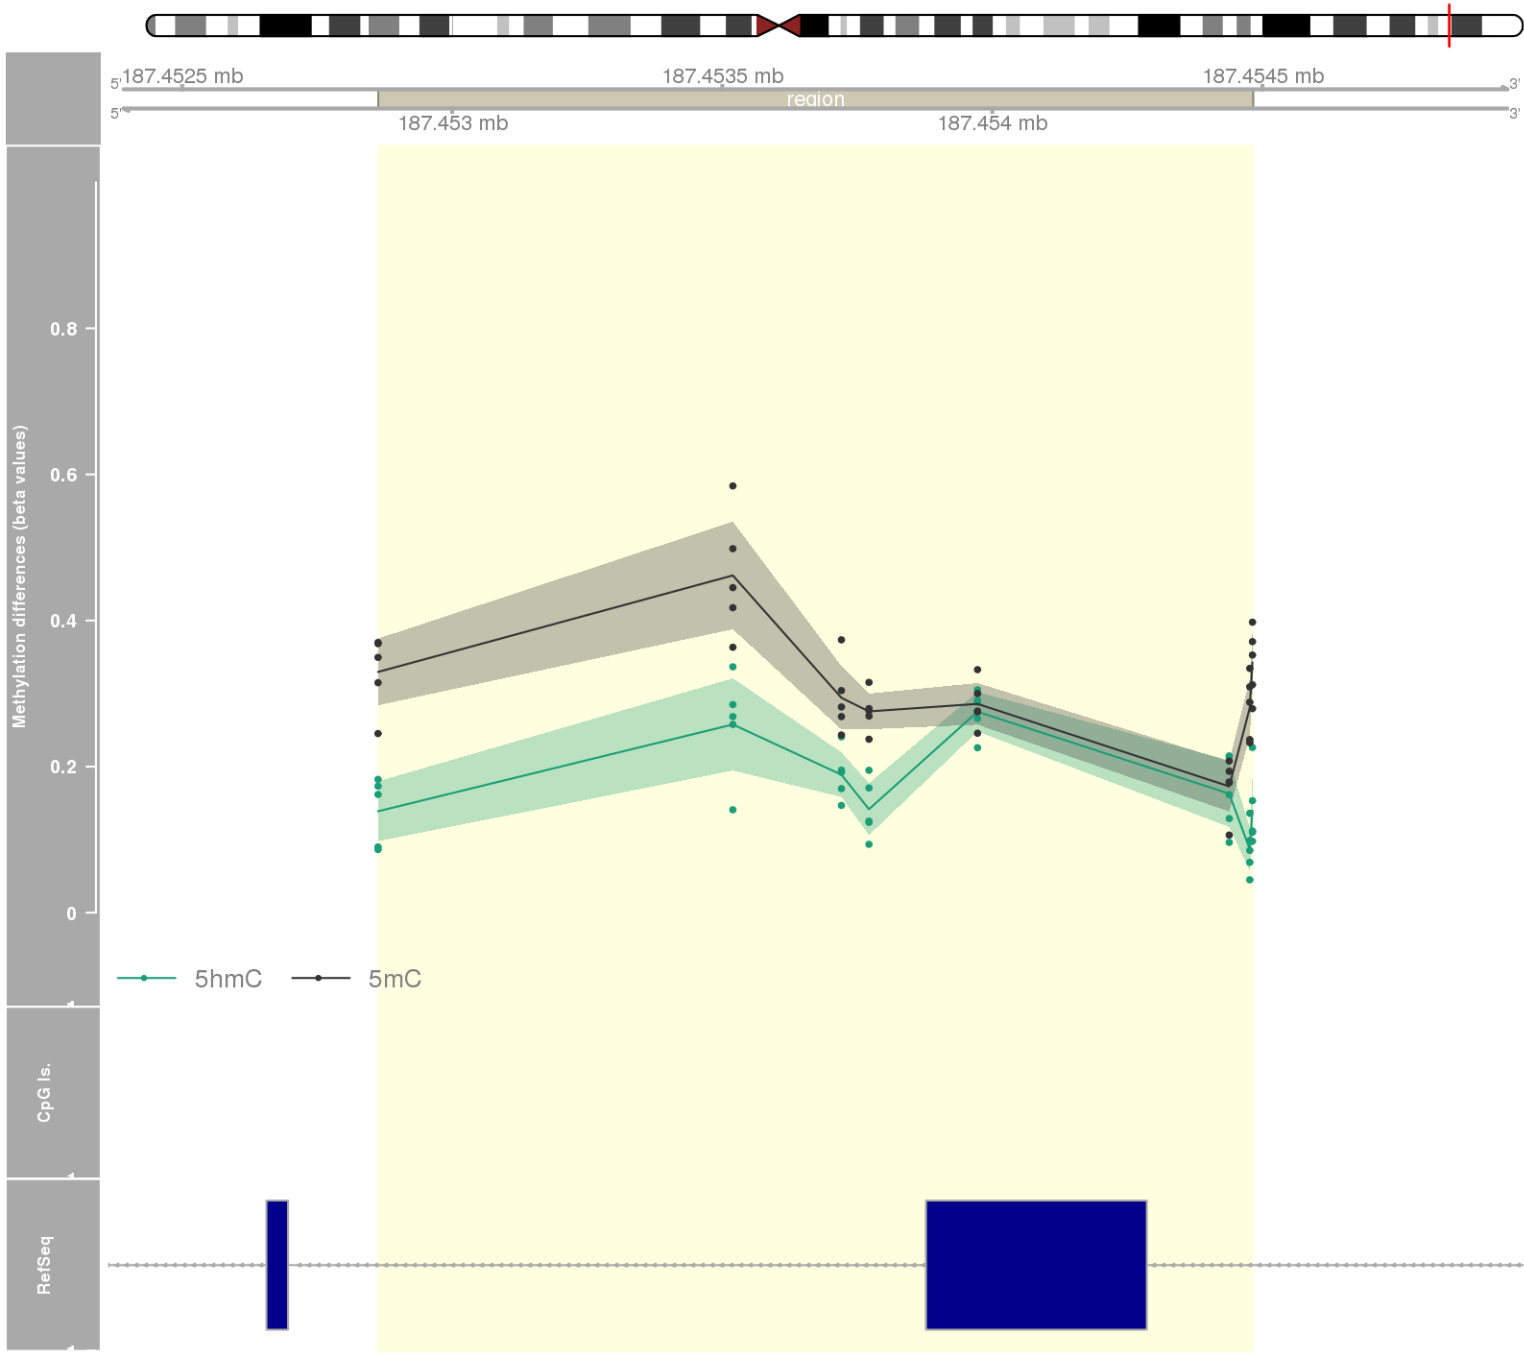 187.4525 mb 187.4535 mb 187.4545 mb
5' 3'
region
5' 3'
187.453 mb 187.454 mb
Methylation differences (beta values)
0.8
0.6
0.4
0.2
0
5hmC 5mC
CpG Is.
RefSeq